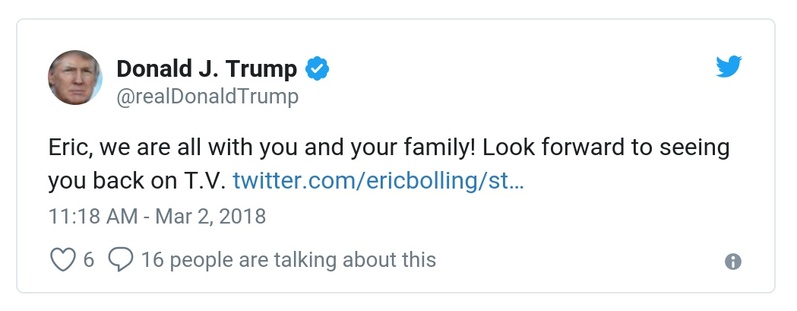 Donald J. Trump
@realDonaldTrump
Eric, we are all with you and your family! Look forward to seeing
you back on T.V. twitter.com/ericbolling/st…
11:18 AM - Mar 2, 2018
6 16 people are talking about this